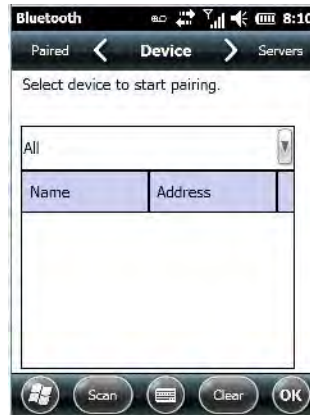 Bluetooth 8:10
Paired Device Servers
Select device to start pairing.
All
Name Address
Scan Clear OK